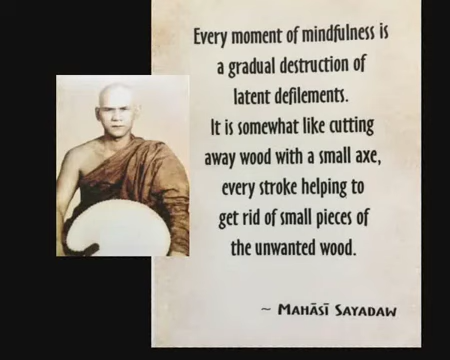 Every moment of mindfulness is
a gradual destruction of
latent defilements.
It is somewhat like cutting
away wood with a small axe,
every stroke helping to
get rid of small pieces of
the unwanted wood.
~ Mahāsī Sayadaw